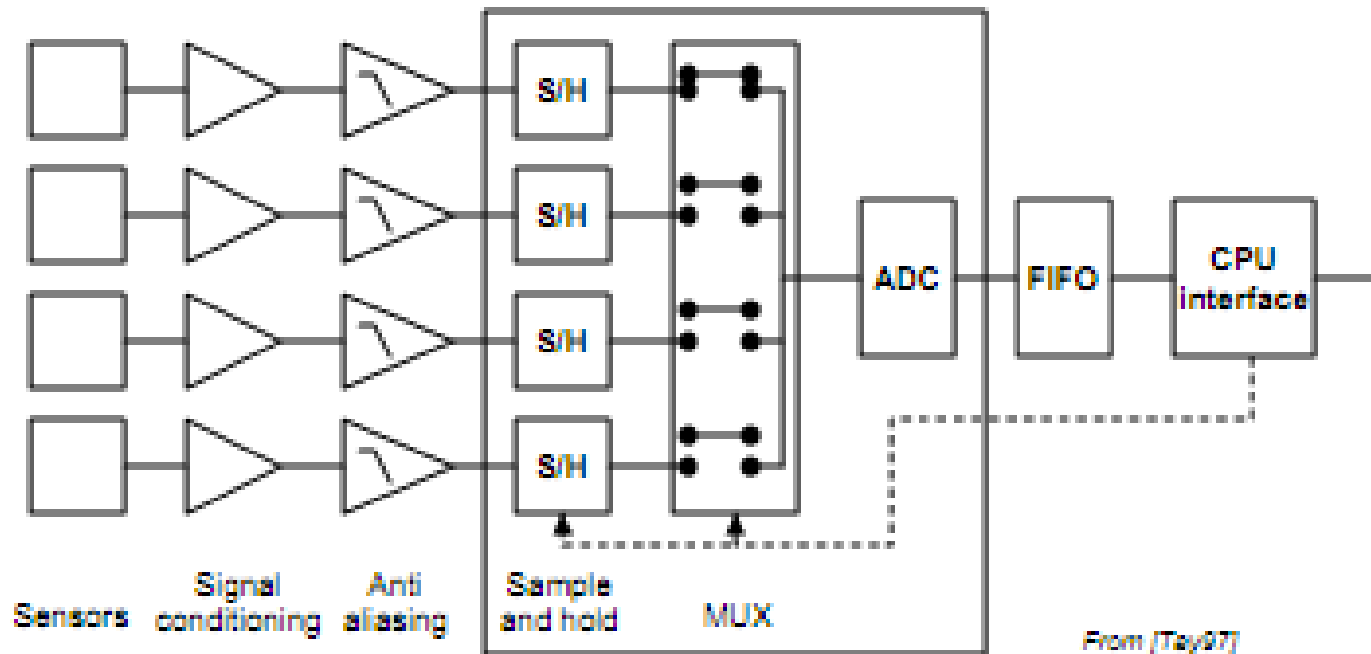 S/H
S/H
S/H
S/H
ADC
FIFO
CPU
interface
Sensors
Signal
conditioning
Anti
aliasing
Sample
and hold
MUX
From [Tay97]